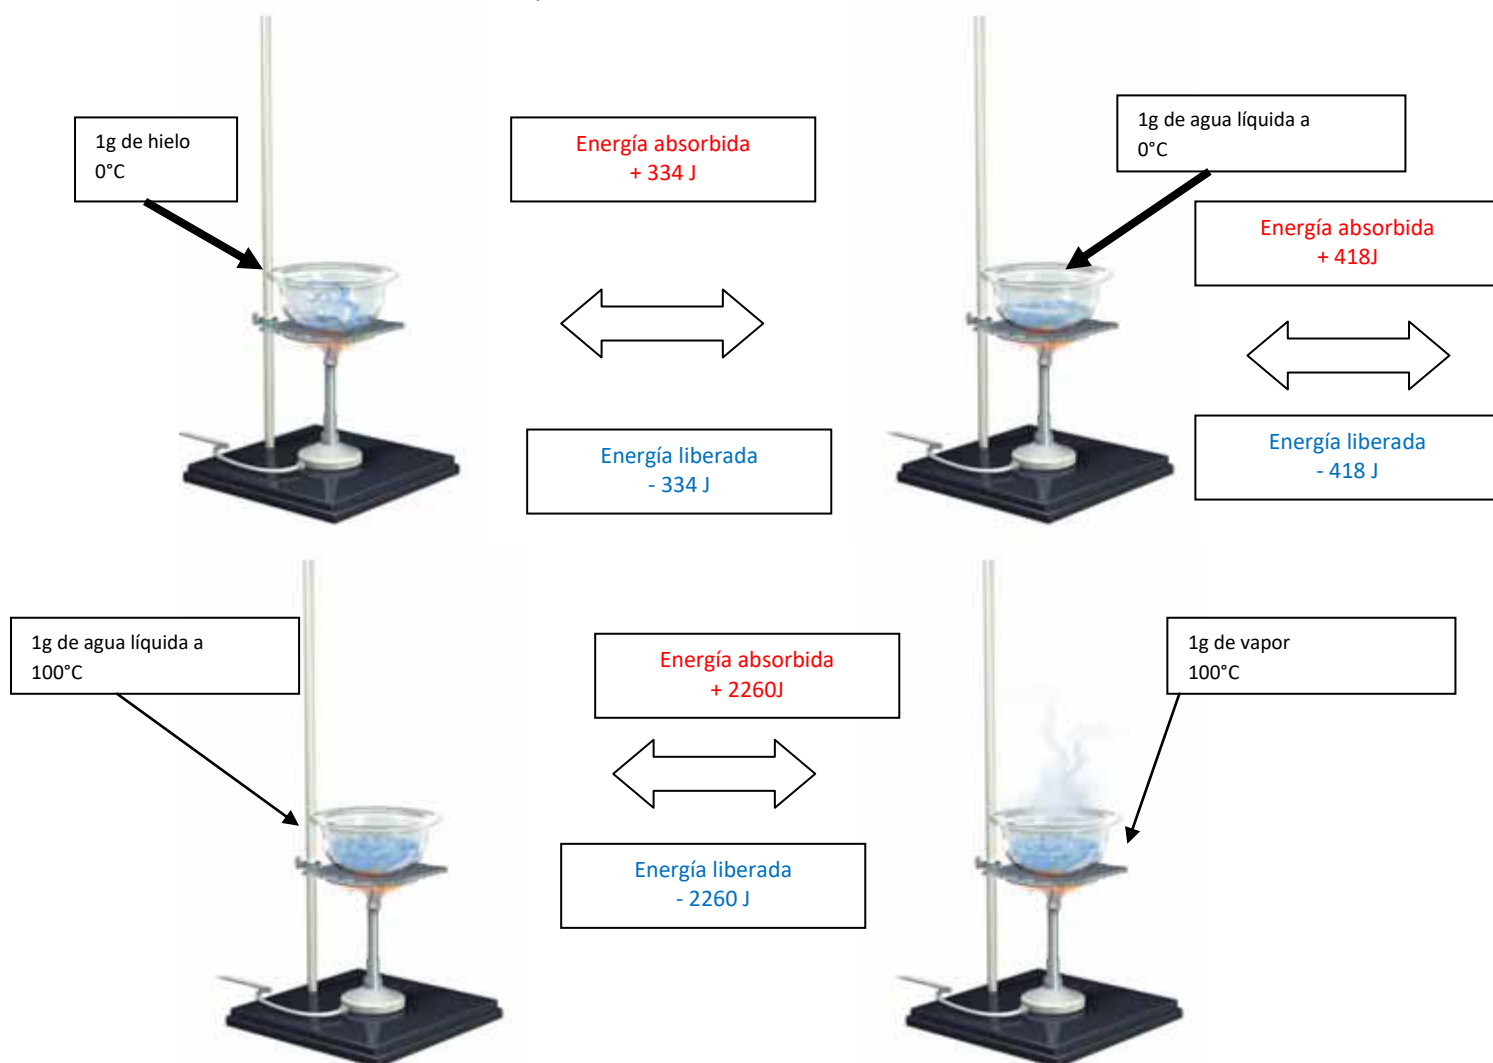 1g de hielo
0°C
Energía absorbida
+ 334 J
1g de agua líquida a
0°C
Energía absorbida
+ 418J
Energía liberada
- 334 J
Energía liberada
- 418 J
1g de agua líquida a
100°C
Energía absorbida
+ 2260J
1g de vapor
100°C
Energía liberada
- 2260 J